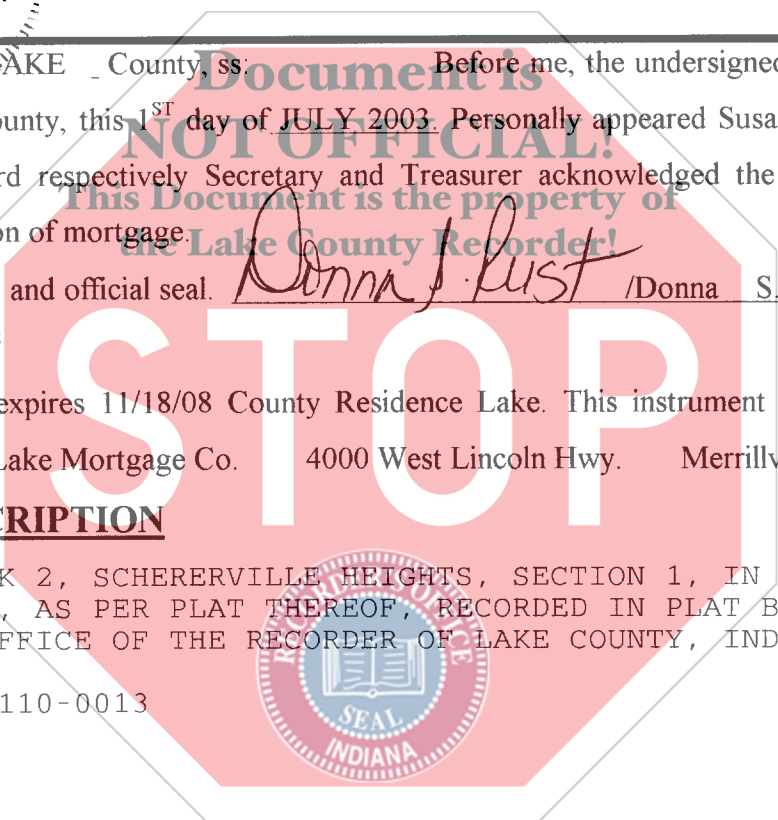 AKE _ County, ss: Before me, the undersigned
ounty, this 1ST day of JULY 2003. Personally appeared Susa
rd respectively Secretary and Treasurer acknowledged the
on of mortgage.
and official seal. Donna S. Rust /Donna S.
expires 11/18/08 County Residence Lake. This instrument
Lake Mortgage Co. 4000 West Lincoln Hwy. Merrillv
CRIPTION
K 2, SCHERERVILLE HEIGHTS, SECTION 1, IN
, AS PER PLAT THEREOF, RECORDED IN PLAT B
FFICE OF THE RECORDER OF LAKE COUNTY, IND
110-0013
Document is
NOT OFFICIAL!
This Document is the property of
the Lake County Recorder!
STOP
RECORDER'S OFFICE
SEAL
INDIANA